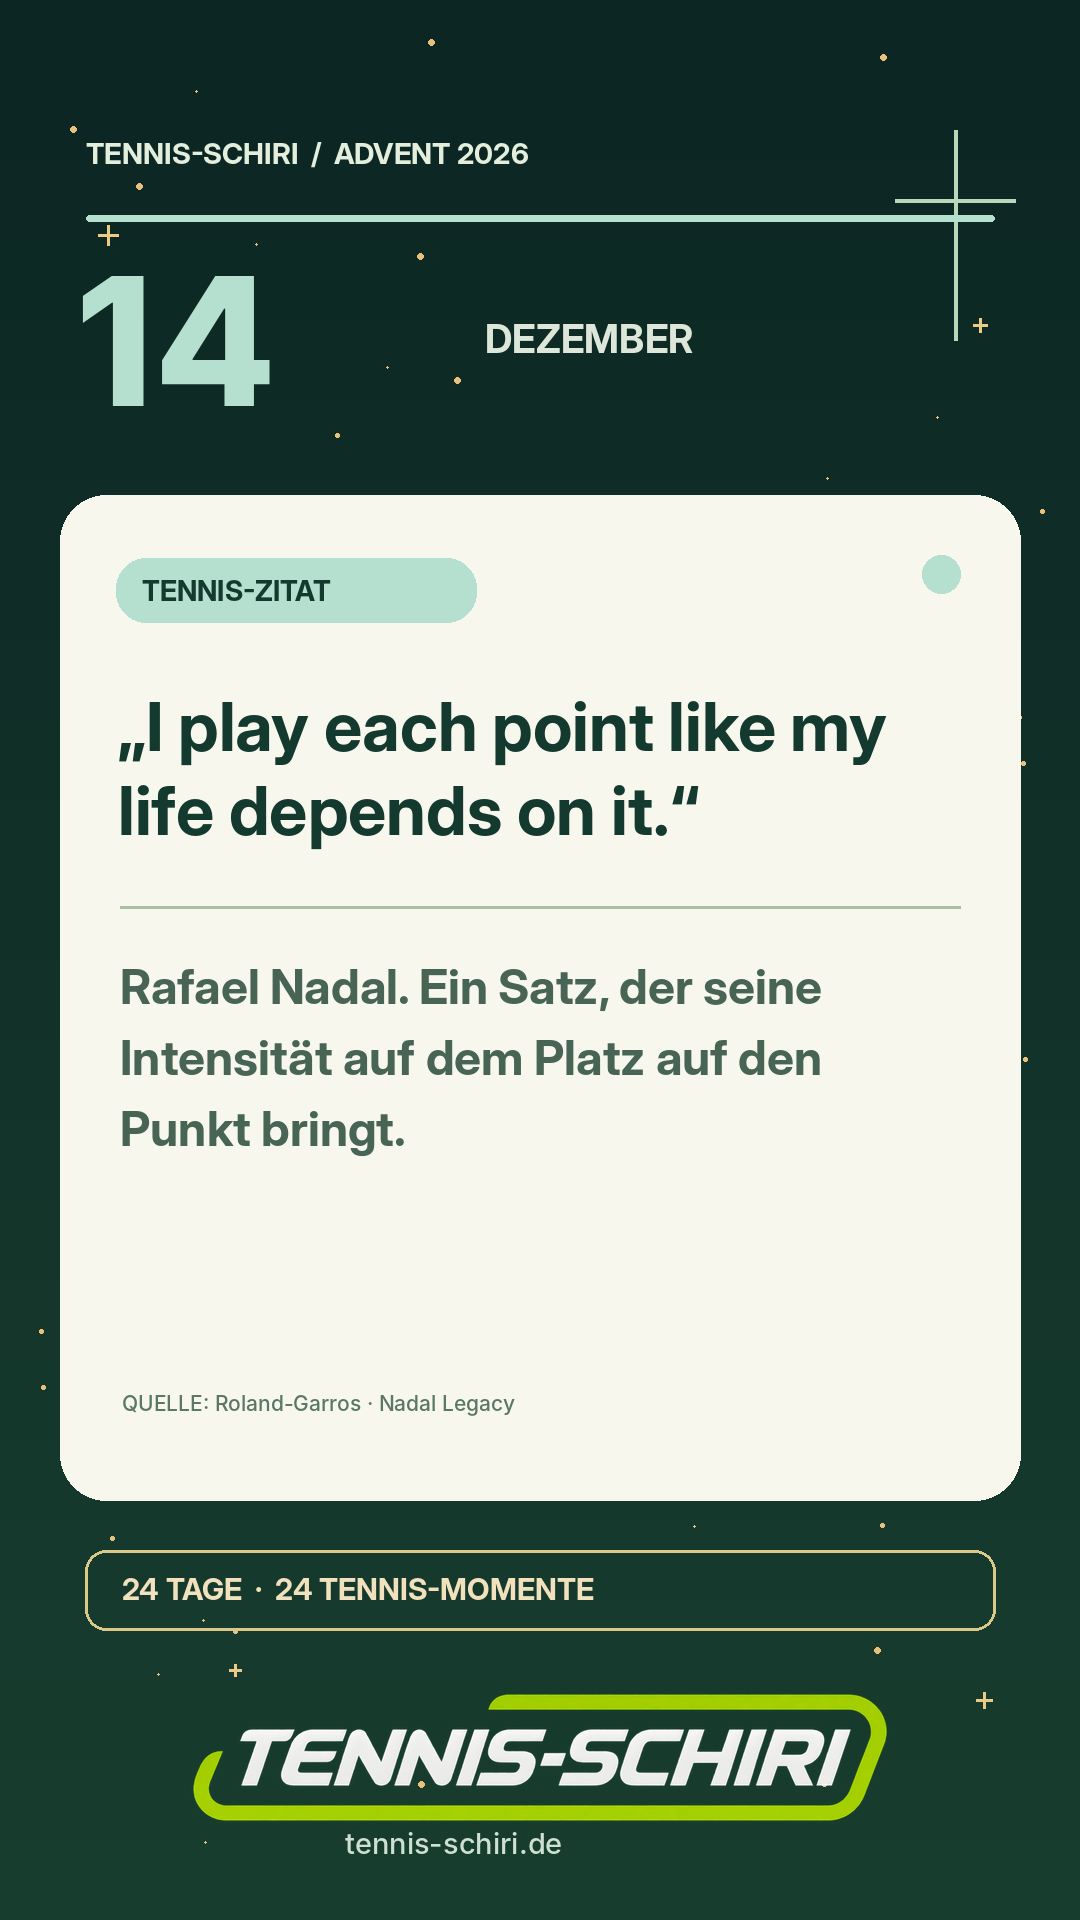 TENNIS-SCHIRI / ADVENT 2026
14
DEZEMBER
TENNIS-ZITAT
„I play each point like my
life depends on it.“
Rafael Nadal. Ein Satz, der seine
Intensität auf dem Platz auf den
Punkt bringt.
QUELLE: Roland-Garros · Nadal Legacy
24 TAGE · 24 TENNIS-MOMENTE
TENNIS-SCHIRI
tennis-schiri.de